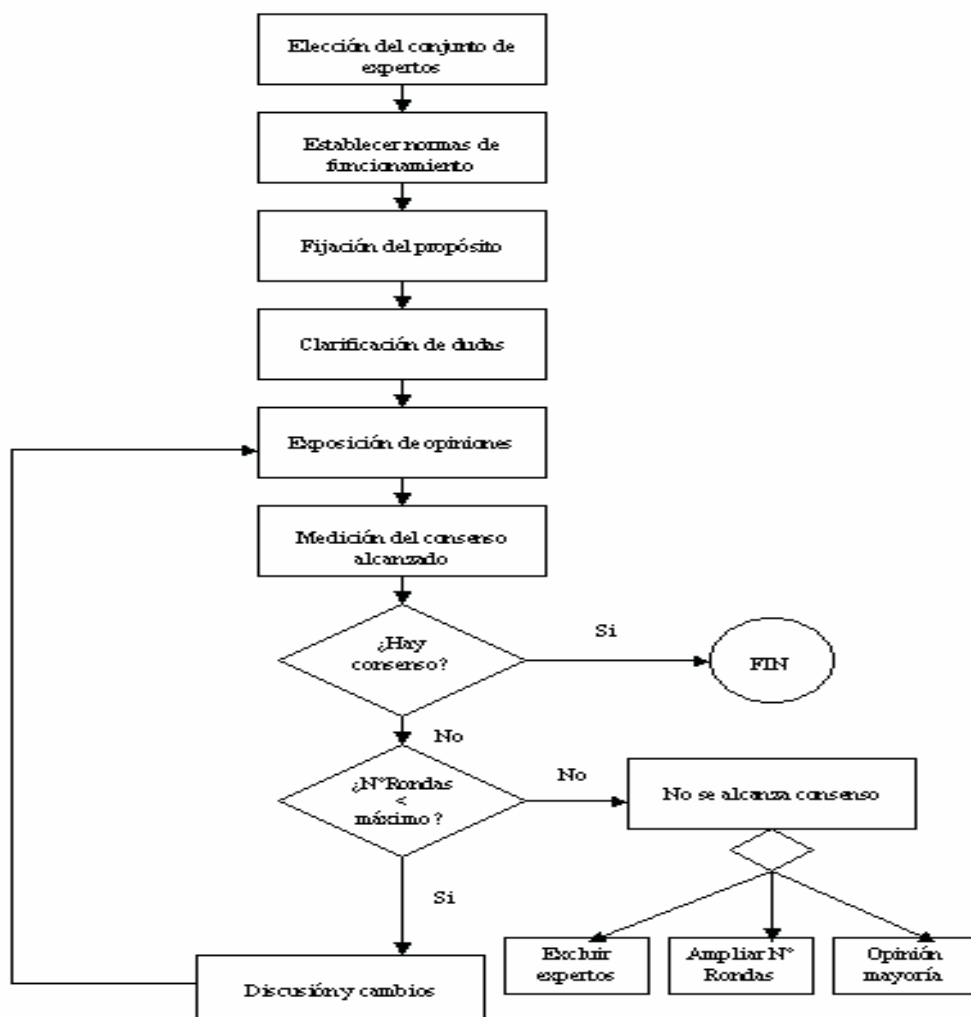 Elección del conjunto de
expertos
Establecer normas de
funcionamiento
Fijación del propósito
Clarificación de dudas
Exposición de opiniones
Medición del consenso
alcanzado
¿Hay
consenso?
Si
FIN
No
¿NºRondas
<
máximo?
No
No se alcanza consenso
Si
Excluir
expertos
Ampliar Nº
Rondas
Opinión
mayoría
Discusión y cambios